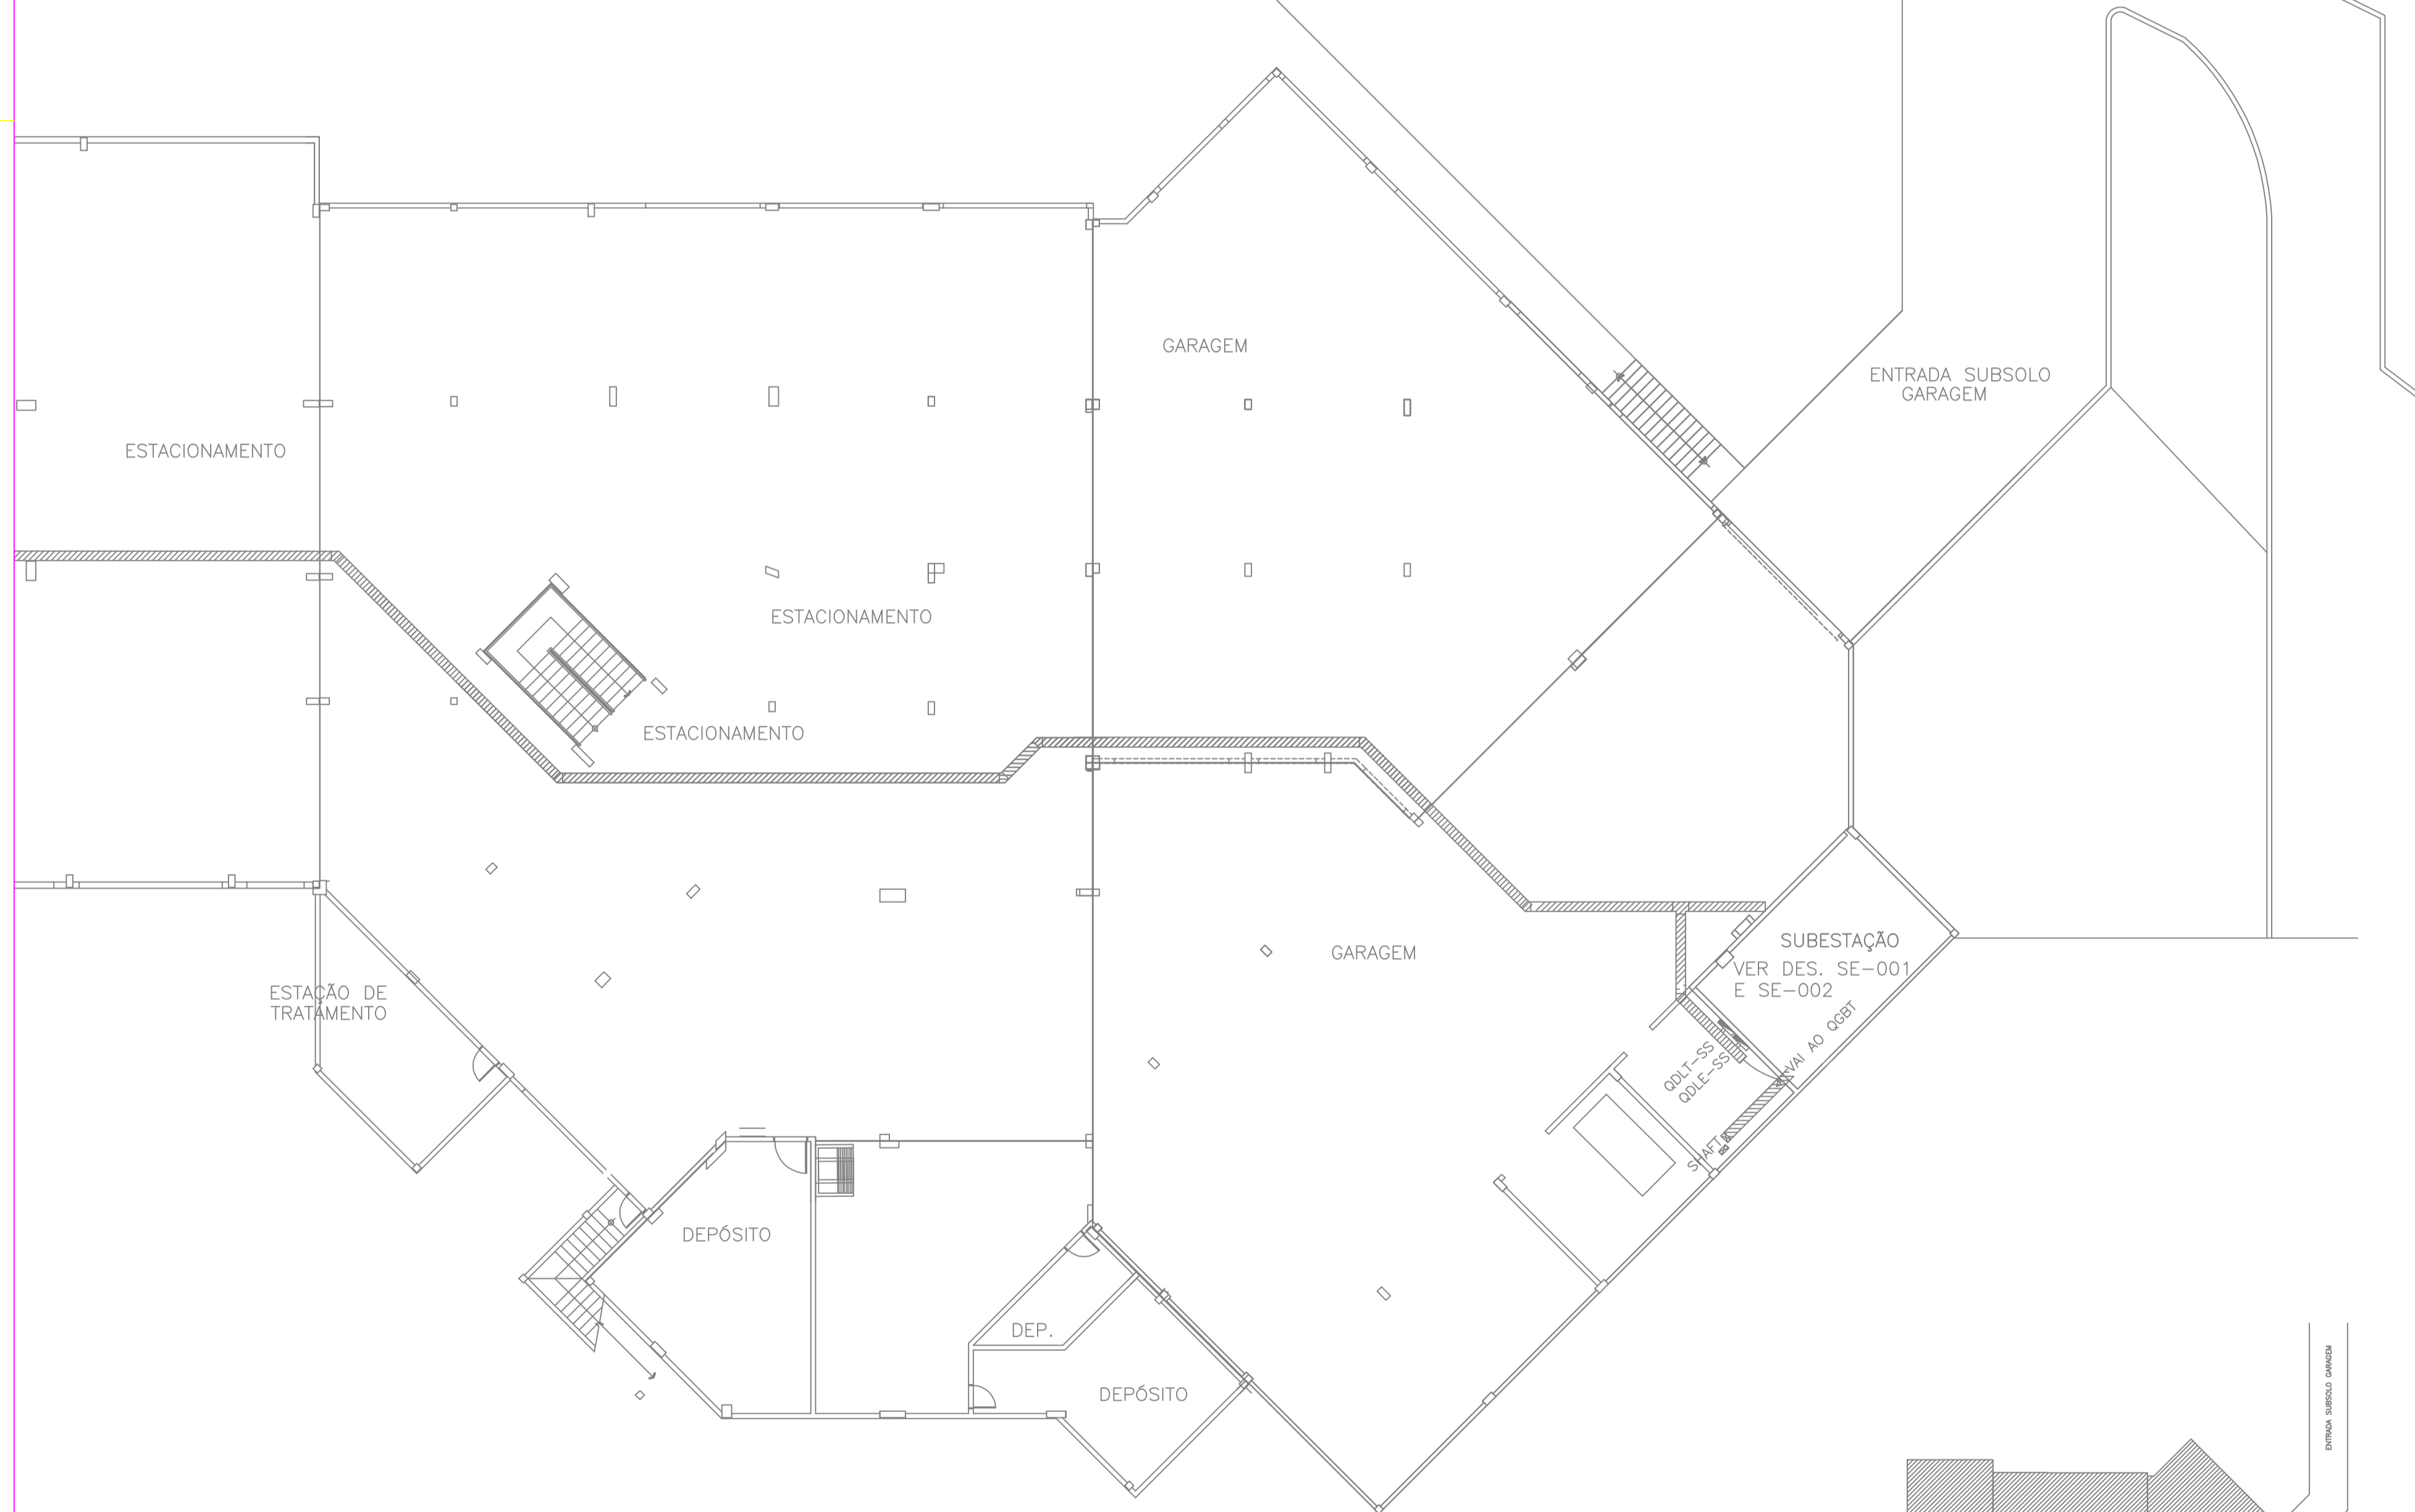 GARAGEM
ENTRADA SUBSOLO
GARAGEM
ESTACIONAMENTO
ESTACIONAMENTO
ESTACIONAMENTO
GARAGEM
SUBESTAÇÃO
VER DES. SE-001
E SE-002
ESTAÇÃO DE
TRATAMENTO
VAI AO QGBT
QDLT-SS
QDLE-SS
SHAFT
DEPÓSITO
DEP.
DEPÓSITO
ENTRADA SUBSOLO GARAGEM